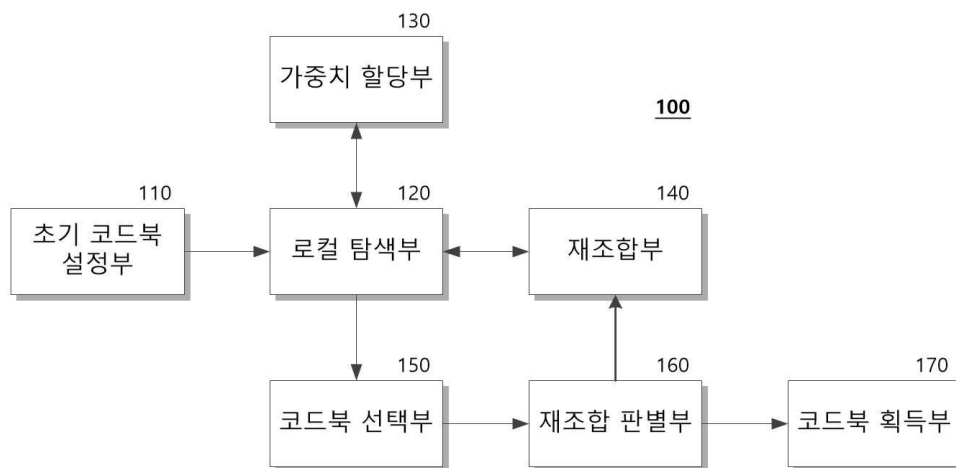 130
가중치 할당부
100
110
초기 코드북
설정부
120
로컬 탐색부
140
재조합부
150
코드북 선택부
160
재조합 판별부
170
코드북 획득부